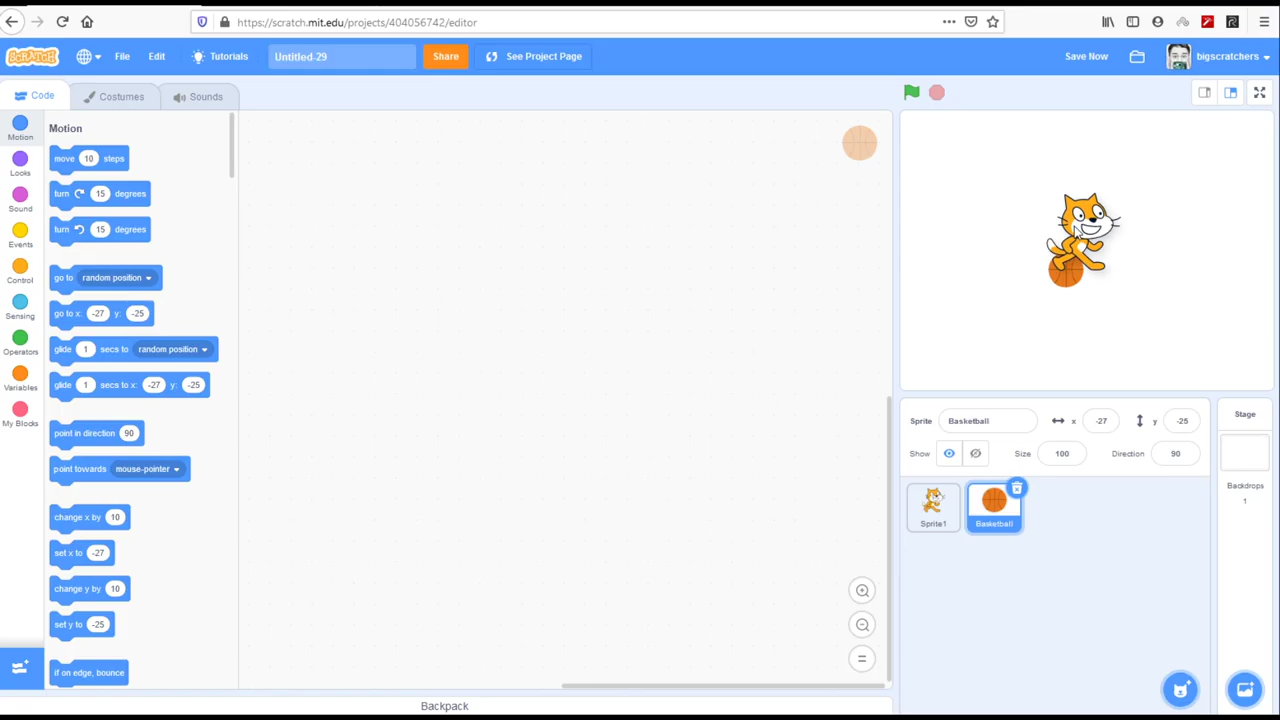 https://scratch.mit.edu/projects/404056742/editor
SCRATCH
File Edit Tutorials Untitled-29 Share See Project Page Save Now bigscratchers
Code Costumes Sounds
Motion
Looks
Sound
Events
Control
Sensing
Operators
Variables
My Blocks
Motion
move 10 steps
turn 15 degrees
turn 15 degrees
go to random position
go to x: -27 y: -25
glide 1 secs to random position
glide 1 secs to x: -27 y: -25
point in direction 90
point towards mouse-pointer
change x by 10
set x to -27
change y by 10
set y to -25
if on edge, bounce
Backpack
Sprite Basketball x -27 y -25
Show Size 100 Direction 90
Sprite1
Basketball
Stage
Backdrops
1